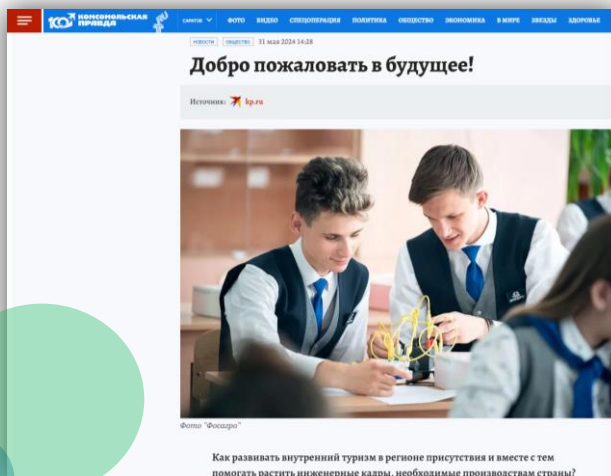 100 КОМСОМОЛЬСКАЯ ПРАВДА
САРАТОВ ФОТО ВИДЕО СПЕЦОПЕРАЦИЯ ПОЛИТИКА ОБЩЕСТВО ЭКОНОМИКА В МИРЕ ЗВЕЗДЫ ЗДОРОВЬЕ
НОВОСТИ ОБЩЕСТВО 31 мая 2024 14:28
Добро пожаловать в будущее!
Источник: kp.ru
Фото "Фосагро"
Как развивать внутренний туризм в регионе присутствия и вместе с тем
помогать растить инженерные кадры, необходимые производствам страны?